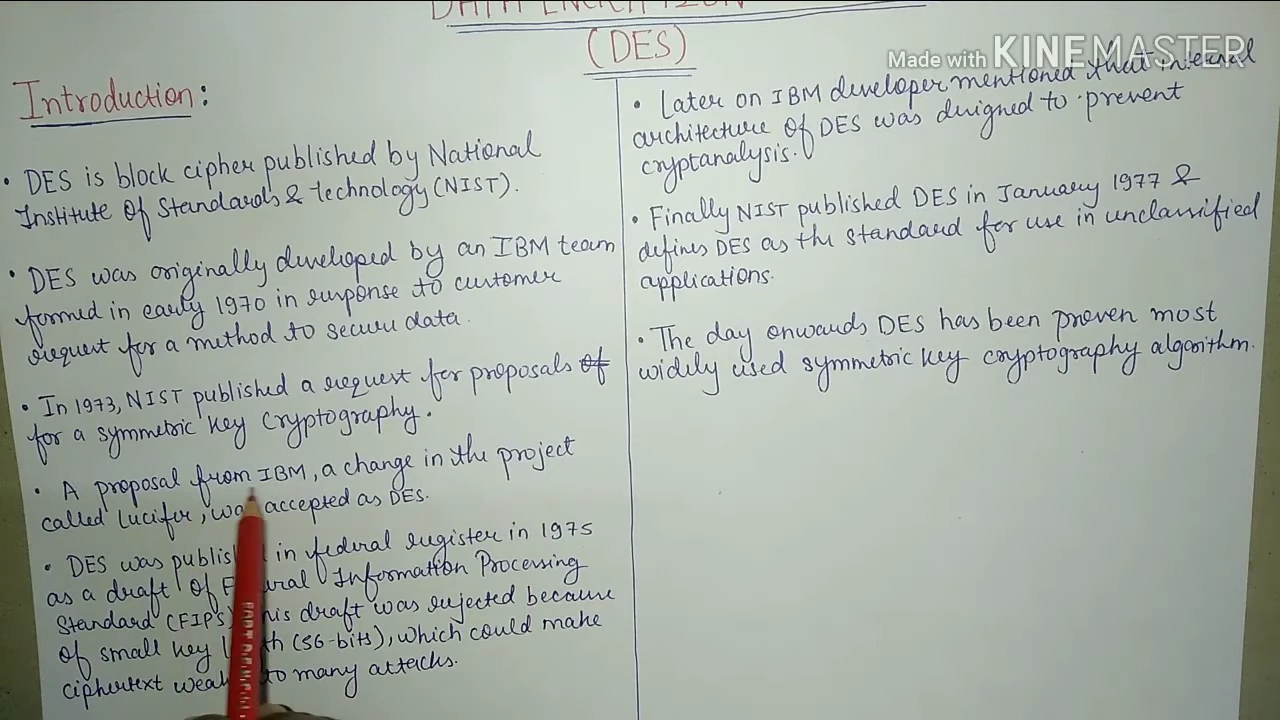 DATA ENCRYPTION
(DES)
Made with KINEMASTER
Introduction:
• DES is block cipher published by National
Institute of Standards & technology (NIST).
• DES was originally developed by an IBM team
formed in early 1970 in response to customer
request for a method to secure data.
• In 1973, NIST published a request for proposals of
for a symmetric key cryptography.
• A proposal from IBM, a change in the project
called Lucifer, was accepted as DES.
• DES was publis in federal register in 1975
as a draft of Information Processing
Standard (FIPS) his draft was rejected because
of small key (56-bits), which could make
ciphertext weak to many attacks.
• Later on IBM developer mentioned that internal
architecture of DES was designed to prevent
cryptanalysis.
• Finally NIST published DES in January 1977 &
defines DES as the standard for use in unclassified
applications.
• The day onwards DES has been proven most
widely used symmetric key cryptography algorithm.